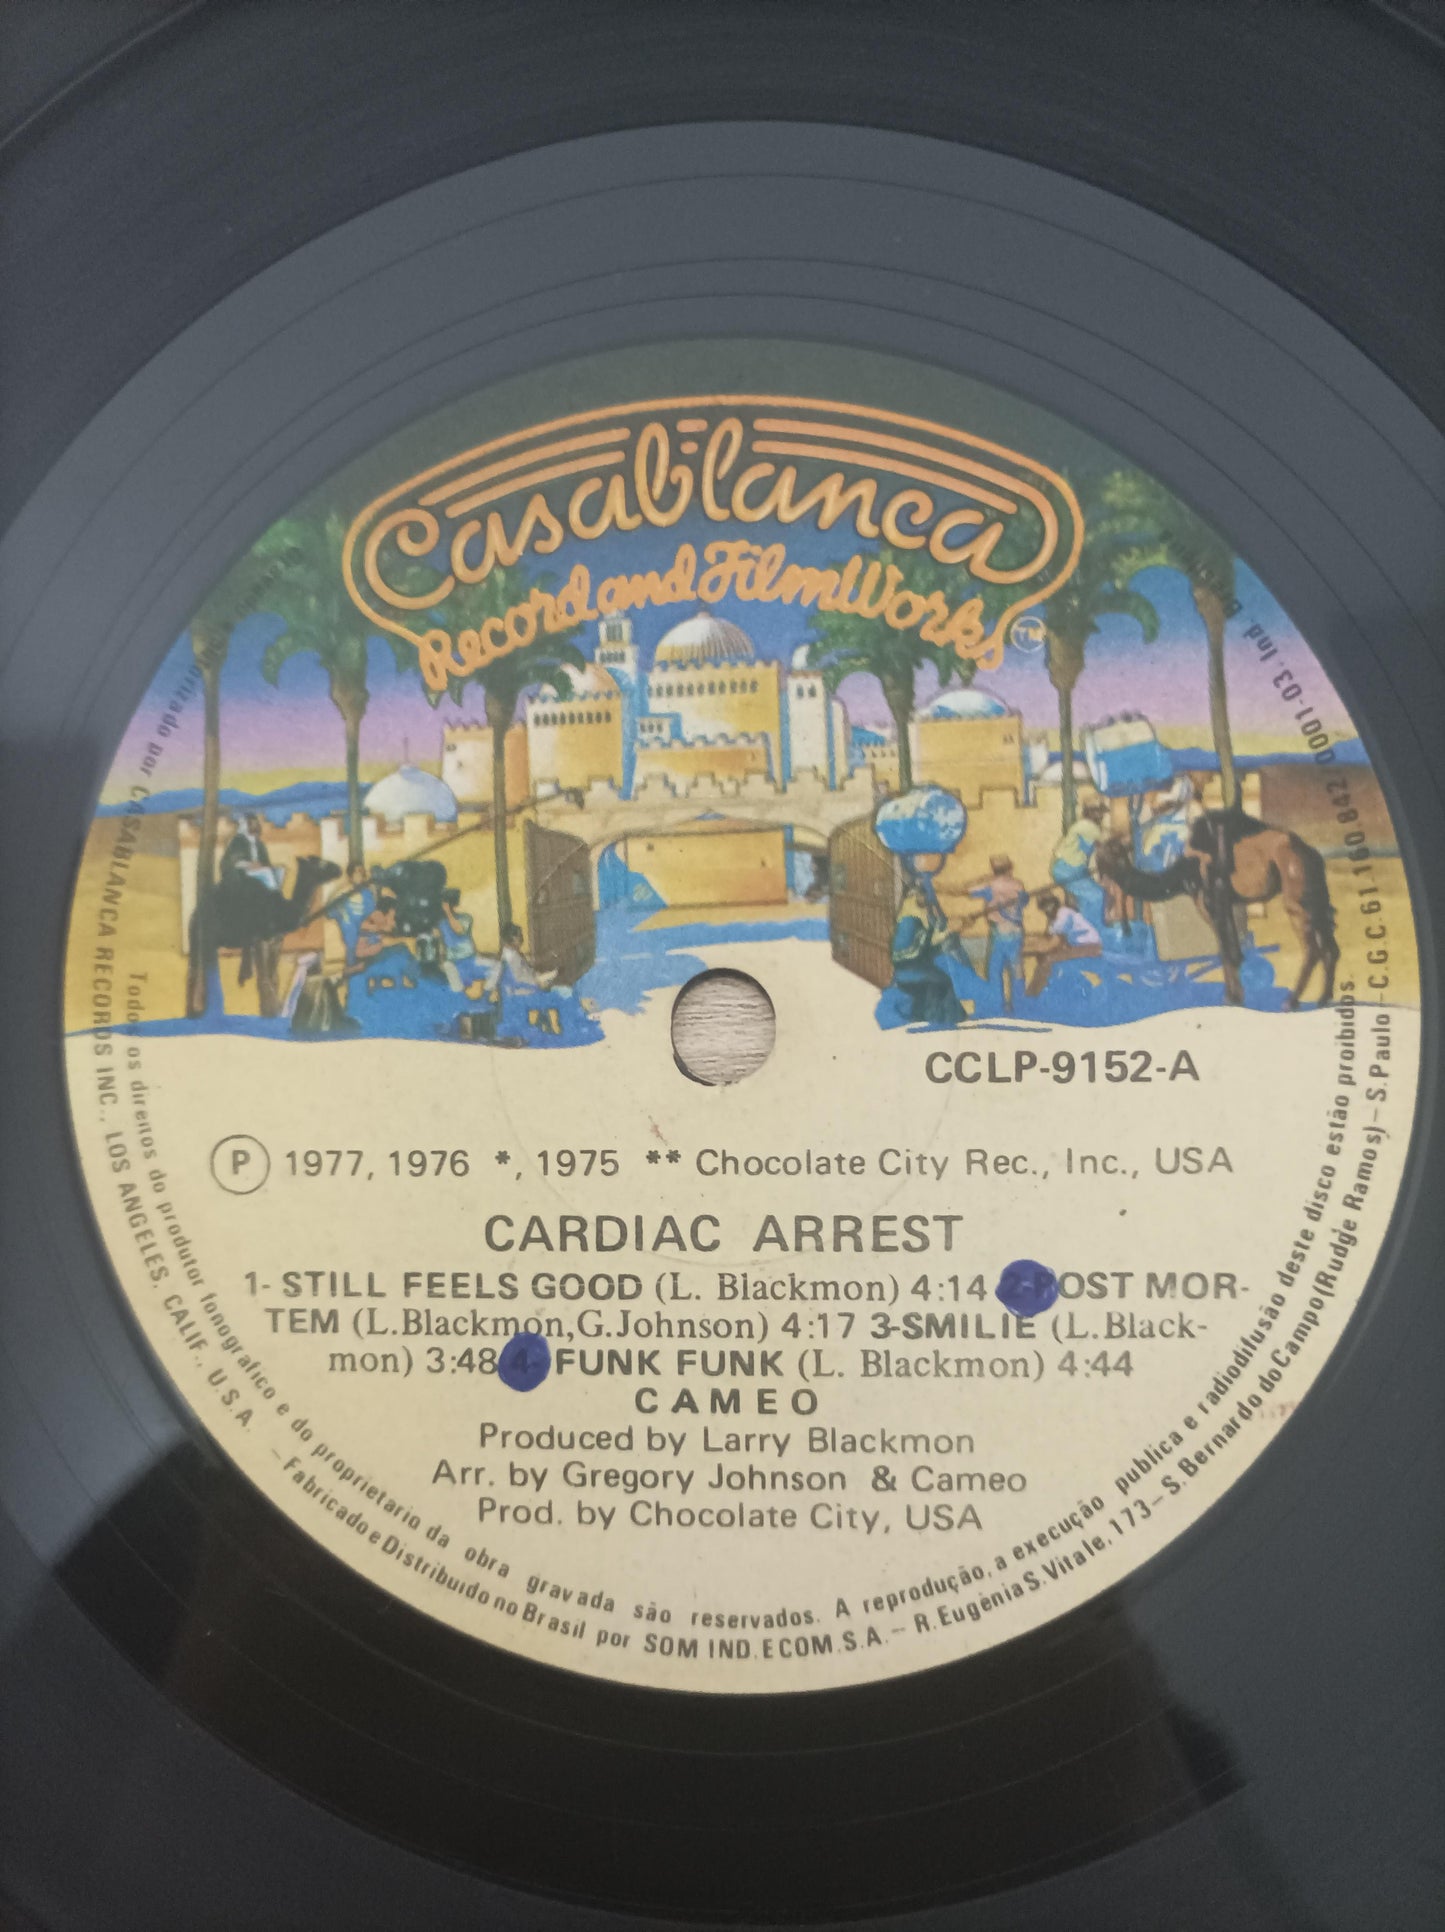 Casablanca
Record and FilmWorks TM
CCLP-9152-A
P 1977, 1976 *, 1975 ** Chocolate City Rec., Inc., USA
CARDIAC ARREST
1- STILL FEELS GOOD (L. Blackmon) 4:14 2-POST MOR-
TEM (L.Blackmon,G.Johnson) 4:17 3-SMILIE (L.Black-
mon) 3:48 4- FUNK FUNK (L. Blackmon) 4:44
CAMEO
Produced by Larry Blackmon
Arr. by Gregory Johnson & Cameo
Prod. by Chocolate City, USA
Todos os direitos do produtor fonografico e do proprietario da obra gravada são reservados. A reprodução, a execução publica e radiodifusão deste disco estão proibidos.
por CASABLANCA RECORDS INC., LOS ANGELES, CALIF., U.S.A. - Fabricado e Distribuido no Brasil por SOM IND. E COM. S.A. - R. Eugênia S. Vitale, 173 - S. Bernardo do Campo (Rudge Ramos) - S. Paulo - C.G.C. 61.160.842/0001-03. Ind.